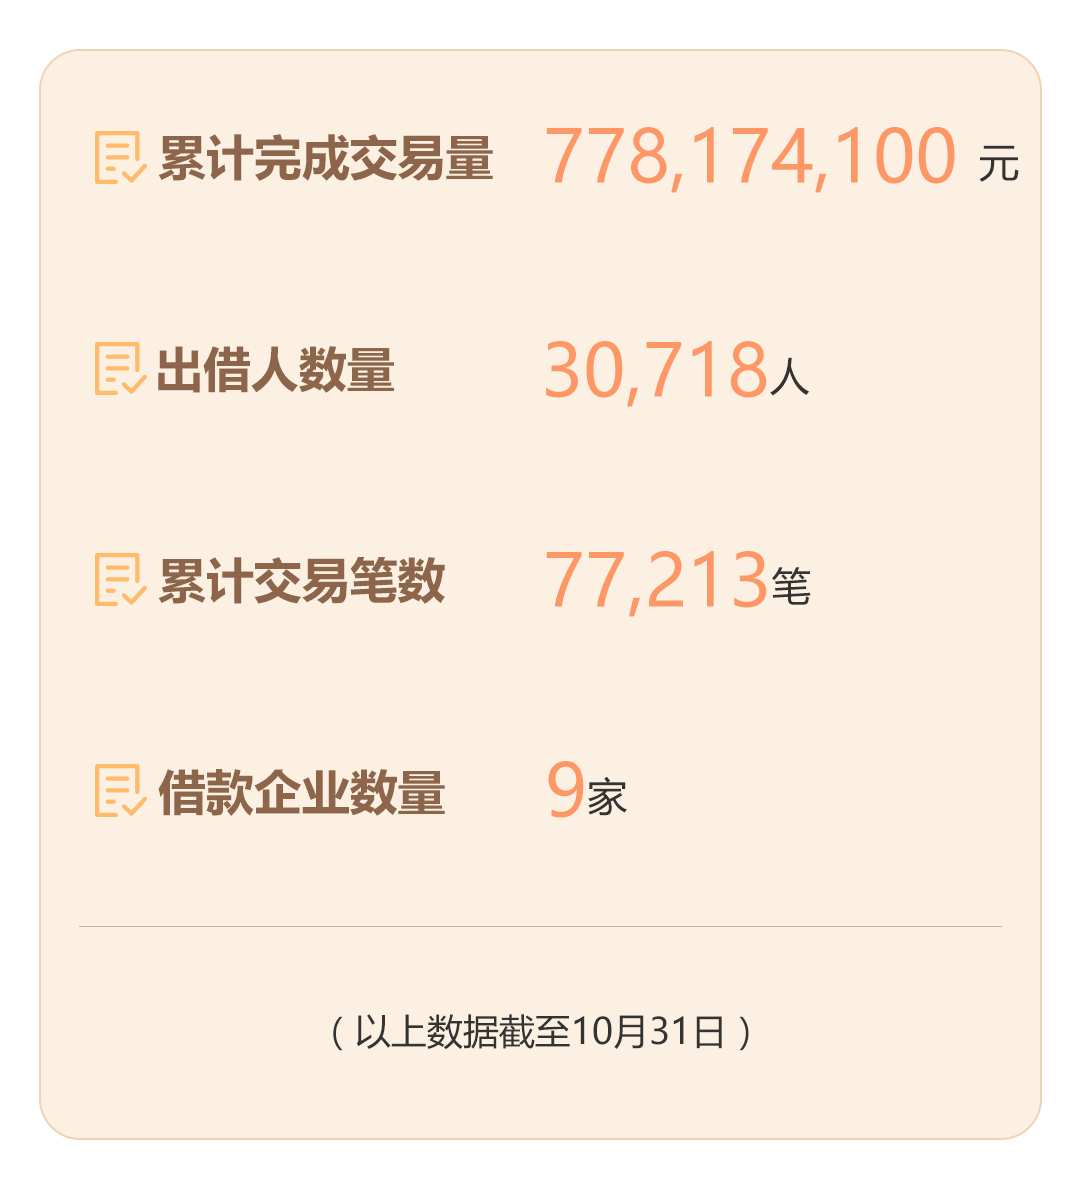 累计完成交易量 778,174,100 元
出借人数量 30,718人
累计交易笔数 77,213笔
借款企业数量 9家
（以上数据截至10月31日）